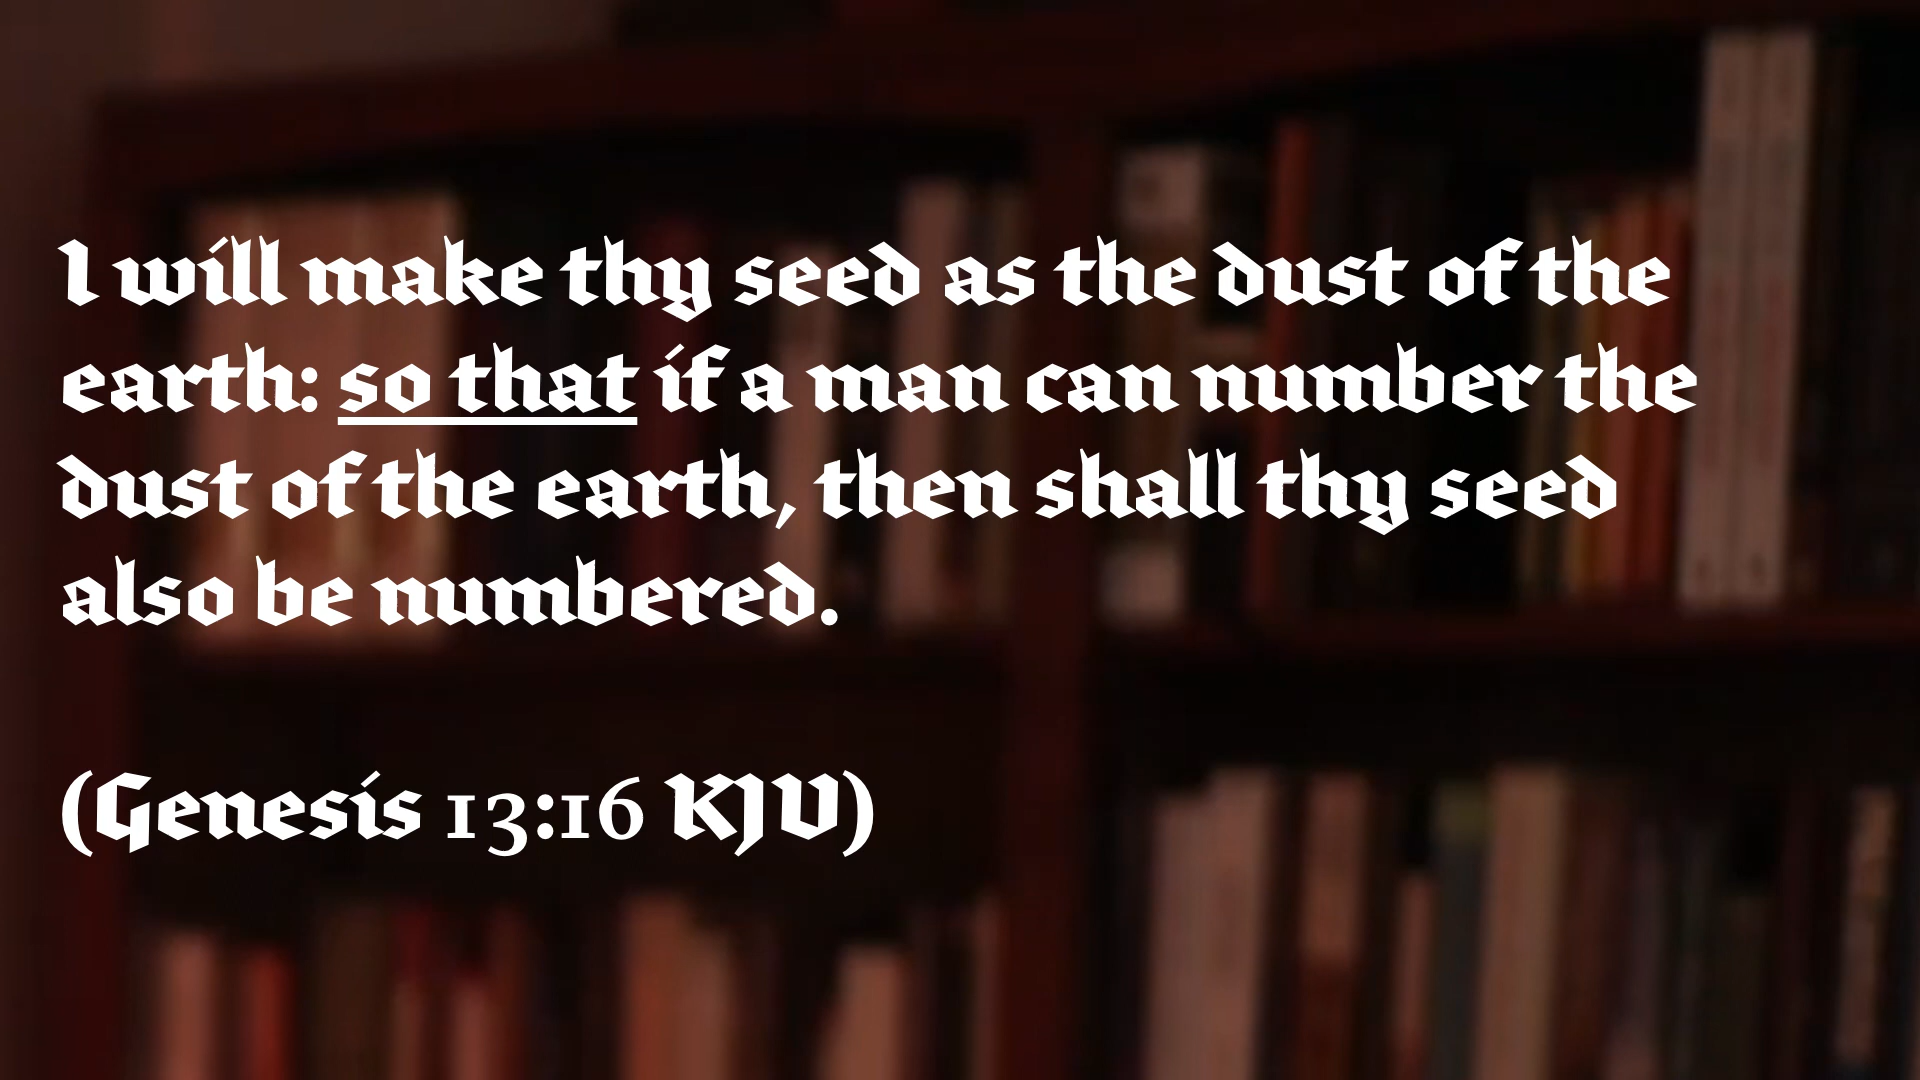 I will make thy seed as the dust of the
earth: so that if a man can number the
dust of the earth, then shall thy seed
also be numbered.
(Genesis 13:16 KJV)